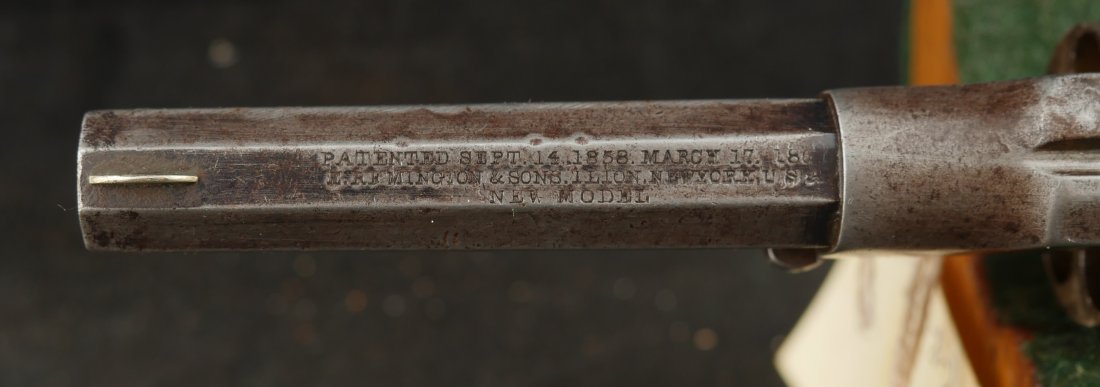 PATENTED SEPT. 14, 1858. MARCH 17, 18
E. REMINGTON & SONS, ILION, NEW YORK, U.S.
NEW MODEL